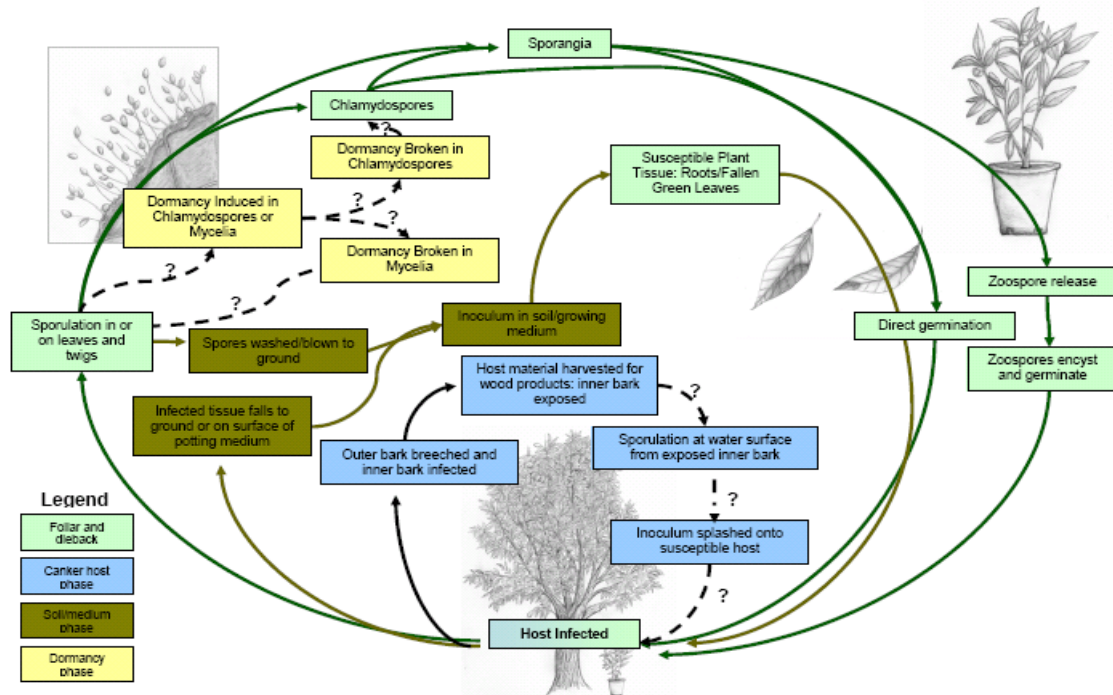 Sporangia
Chlamydospores
?
Dormancy Broken in
Chlamydospores
Susceptible Plant
Tissue: Roots/Fallen
Green Leaves
Dormancy Induced in
Chlamydospores or
Mycelia
?
?
Dormancy Broken in
Mycelia
?
?
Zoospore release
Sporulation in or
on leaves and
twigs
Spores washed/blown to
ground
Inoculum in soil/growing
medium
Direct germination
Zoospores encyst
and germinate
Host material harvested for
wood products: inner bark
exposed
?
Infected tissue falls to
ground or on surface of
potting medium
Outer bark breeched and
inner bark infected
Sporulation at water surface
from exposed inner bark
?
Inoculum splashed onto
susceptible host
?
Host Infected
Legend
Foliar and
dieback
Canker host
phase
Soil/medium
phase
Dormancy
phase